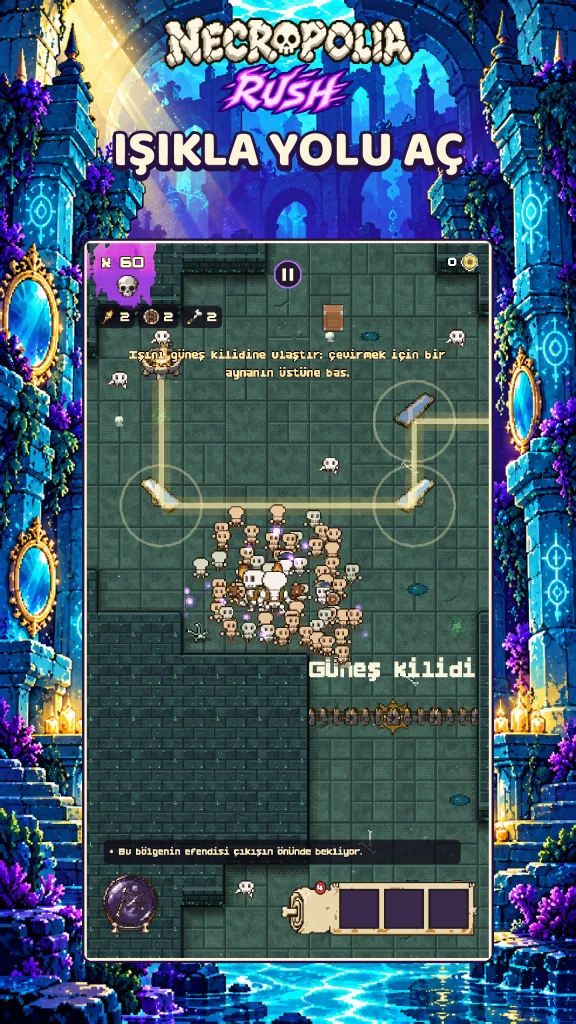 NECROPOLIA
RUSH
IŞIKLA YOLU AÇ
x 60
0
2 2 2
Işını güneş kilidine ulaştır: çevirmek için bir
aynanın üstüne bas.
Güneş kilidi
Bu bölgenin efendisi çıkışın önünde bekliyor.